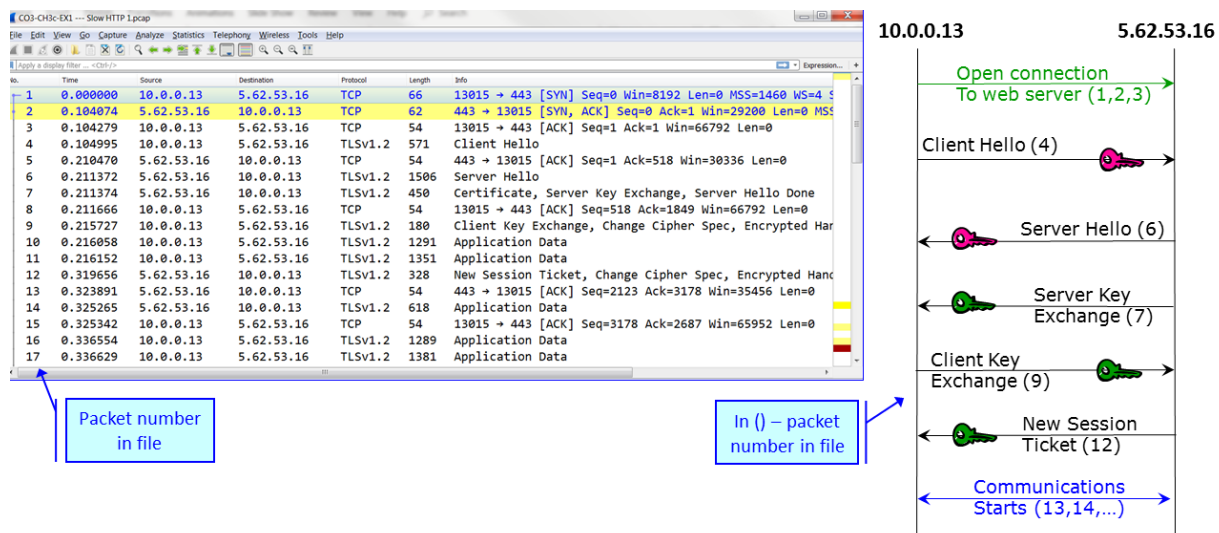 CO3-CH3c-EX1 --- Slow HTTP 1.pcap
File Edit View Go Capture Analyze Statistics Telephony Wireless Tools Help
Apply a display filter ... <Ctrl-/> Expression... +
No. Time Source Destination Protocol Length Info
1 0.000000 10.0.0.13 5.62.53.16 TCP 66 13015 → 443 [SYN] Seq=0 Win=8192 Len=0 MSS=1460 WS=4 S
2 0.104074 5.62.53.16 10.0.0.13 TCP 62 443 → 13015 [SYN, ACK] Seq=0 Ack=1 Win=29200 Len=0 MSS
3 0.104279 10.0.0.13 5.62.53.16 TCP 54 13015 → 443 [ACK] Seq=1 Ack=1 Win=66792 Len=0
4 0.104995 10.0.0.13 5.62.53.16 TLSv1.2 571 Client Hello
5 0.210470 5.62.53.16 10.0.0.13 TCP 54 443 → 13015 [ACK] Seq=1 Ack=518 Win=30336 Len=0
6 0.211372 5.62.53.16 10.0.0.13 TLSv1.2 1506 Server Hello
7 0.211374 5.62.53.16 10.0.0.13 TLSv1.2 450 Certificate, Server Key Exchange, Server Hello Done
8 0.211666 10.0.0.13 5.62.53.16 TCP 54 13015 → 443 [ACK] Seq=518 Ack=1849 Win=66792 Len=0
9 0.215727 10.0.0.13 5.62.53.16 TLSv1.2 180 Client Key Exchange, Change Cipher Spec, Encrypted Han
10 0.216058 10.0.0.13 5.62.53.16 TLSv1.2 1291 Application Data
11 0.216152 10.0.0.13 5.62.53.16 TLSv1.2 1351 Application Data
12 0.319656 5.62.53.16 10.0.0.13 TLSv1.2 328 New Session Ticket, Change Cipher Spec, Encrypted Hand
13 0.323891 5.62.53.16 10.0.0.13 TCP 54 443 → 13015 [ACK] Seq=2123 Ack=3178 Win=35456 Len=0
14 0.325265 5.62.53.16 10.0.0.13 TLSv1.2 618 Application Data
15 0.325342 10.0.0.13 5.62.53.16 TCP 54 13015 → 443 [ACK] Seq=3178 Ack=2687 Win=65952 Len=0
16 0.336554 10.0.0.13 5.62.53.16 TLSv1.2 1289 Application Data
17 0.336629 10.0.0.13 5.62.53.16 TLSv1.2 1381 Application Data
Packet number
in file
In () – packet
number in file
10.0.0.13 5.62.53.16
Open connection
To web server (1,2,3)
Client Hello (4)
Server Hello (6)
Server Key
Exchange (7)
Client Key
Exchange (9)
New Session
Ticket (12)
Communications
Starts (13,14,...)